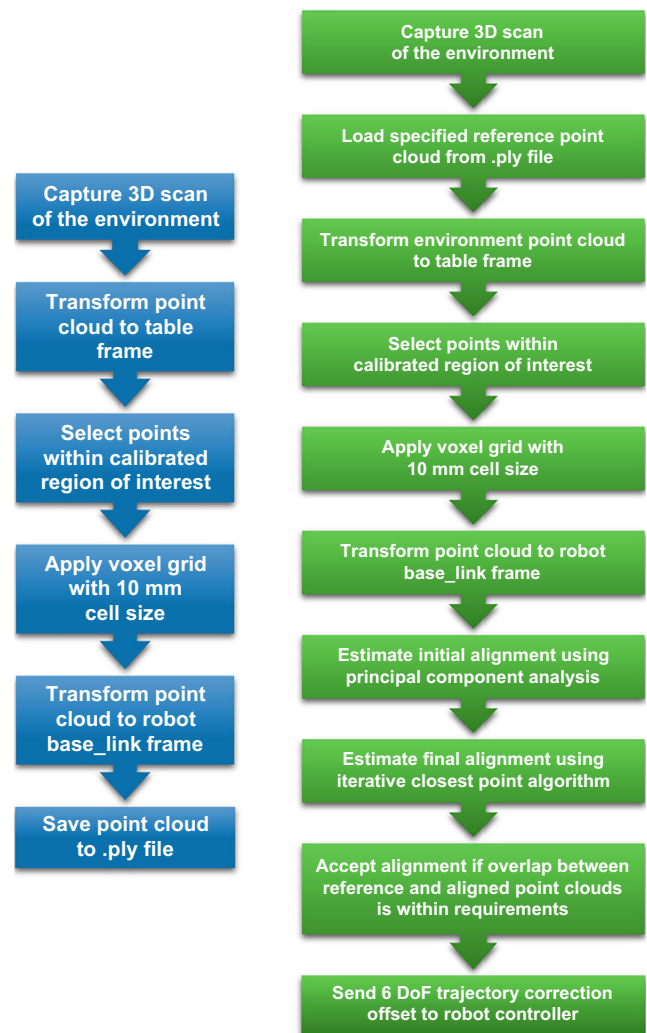 Capture 3D scan
of the environment
Transform point
cloud to table
frame
Select points
within calibrated
region of interest
Apply voxel grid
with 10 mm
cell size
Transform point
cloud to robot
base_link frame
Save point cloud
to .ply file
Capture 3D scan
of the environment
Load specified reference point
cloud from .ply file
Transform environment point cloud
to table frame
Select points within
calibrated region of interest
Apply voxel grid with
10 mm cell size
Transform point cloud to robot
base_link frame
Estimate initial alignment using
principal component analysis
Estimate final alignment using
iterative closest point algorithm
Accept alignment if overlap between
reference and aligned point clouds
is within requirements
Send 6 DoF trajectory correction
offset to robot controller